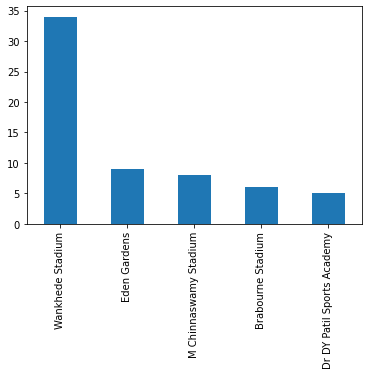 35
30
25
20
15
10
5
0
Wankhede Stadium
Eden Gardens
M Chinnaswamy Stadium
Brabourne Stadium
Dr DY Patil Sports Academy